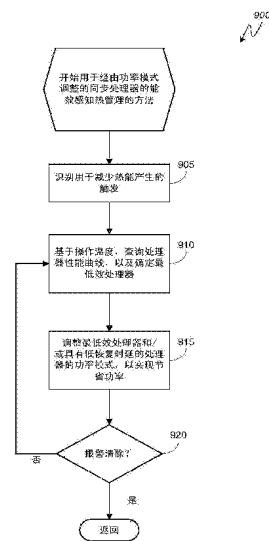 900
开始用于经由功率模式
调整的同步处理器的能
效感知热管理的方法
905
识别用于减少热能产生的
触发
910
基于操作温度，查询处理
器性能曲线，以及确定最
低效处理器
915
调整最低效处理器和/
或具有低恢复时延的处理
器的功率模式，以实现节
省功率
920
报警清除？
否
是
返回